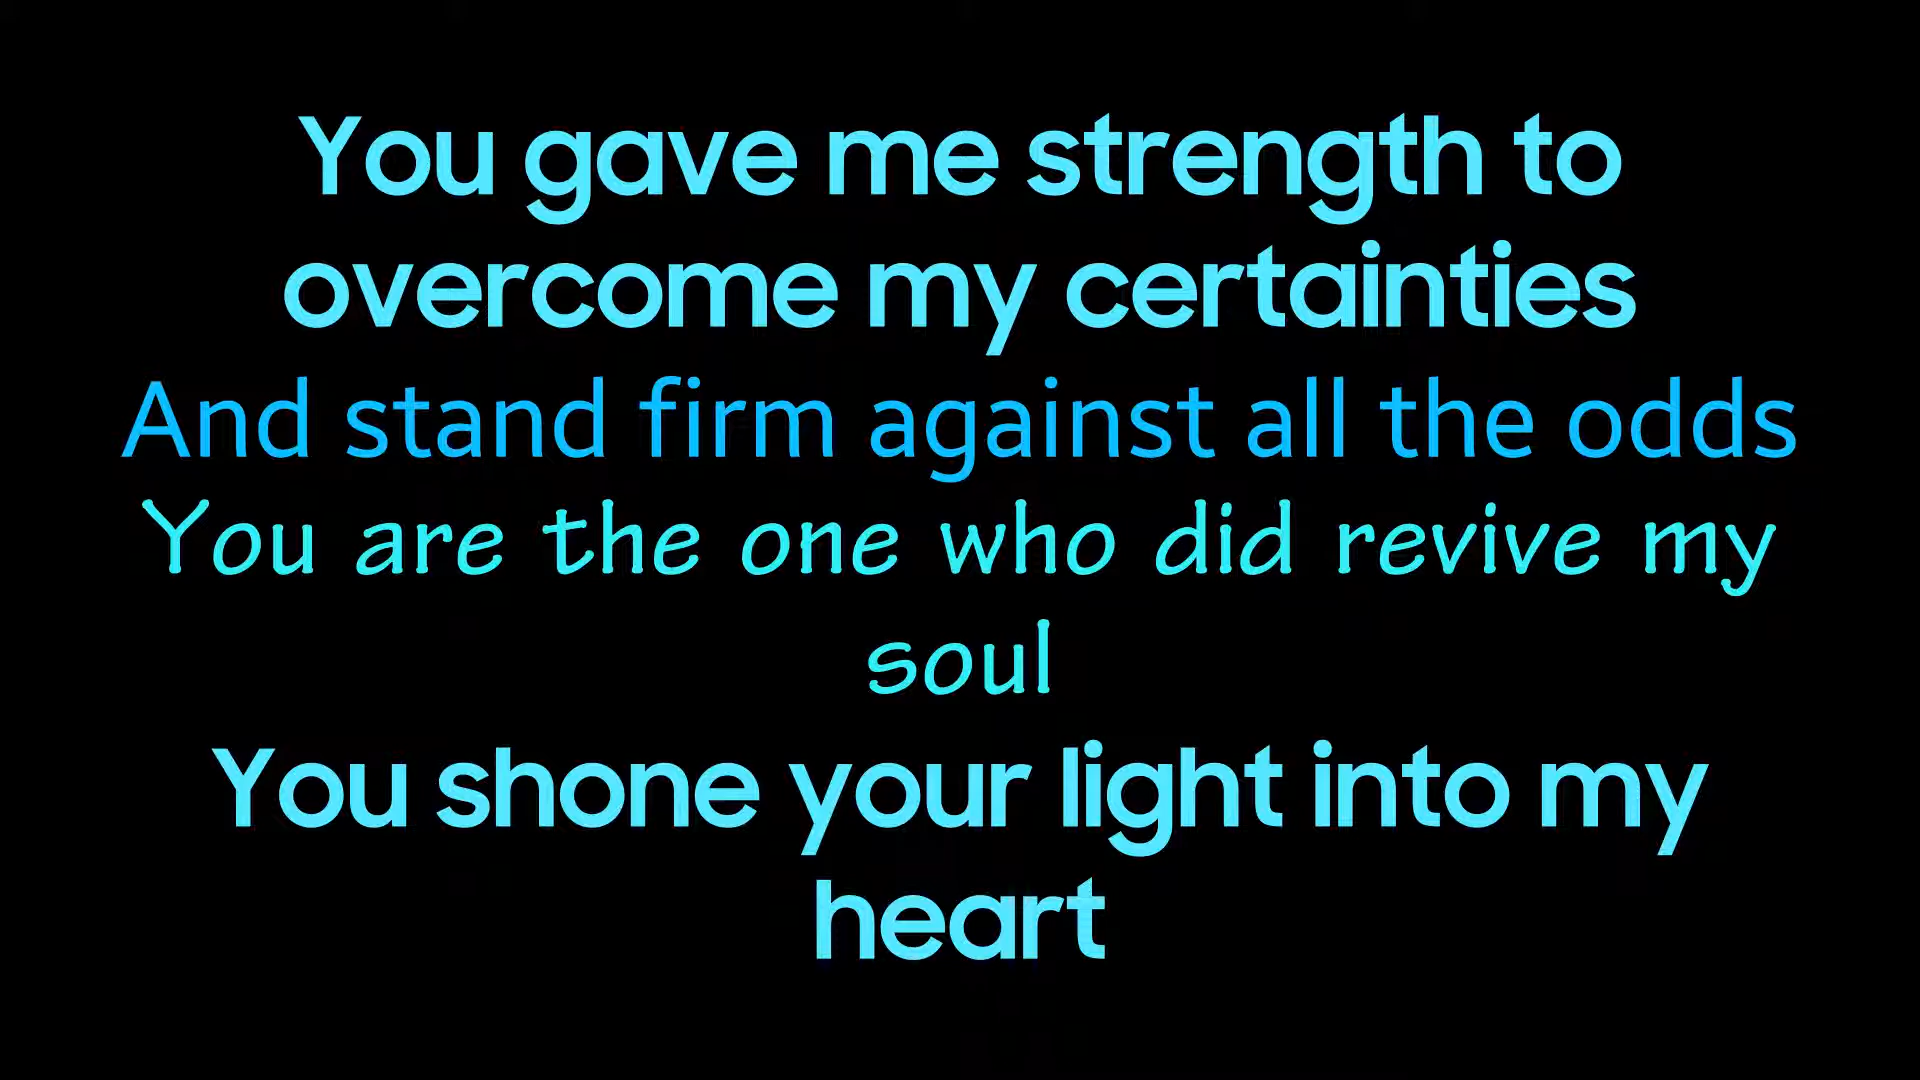 You gave me strength to
overcome my certainties
And stand firm against all the odds
You are the one who did revive my
soul
You shone your light into my
heart